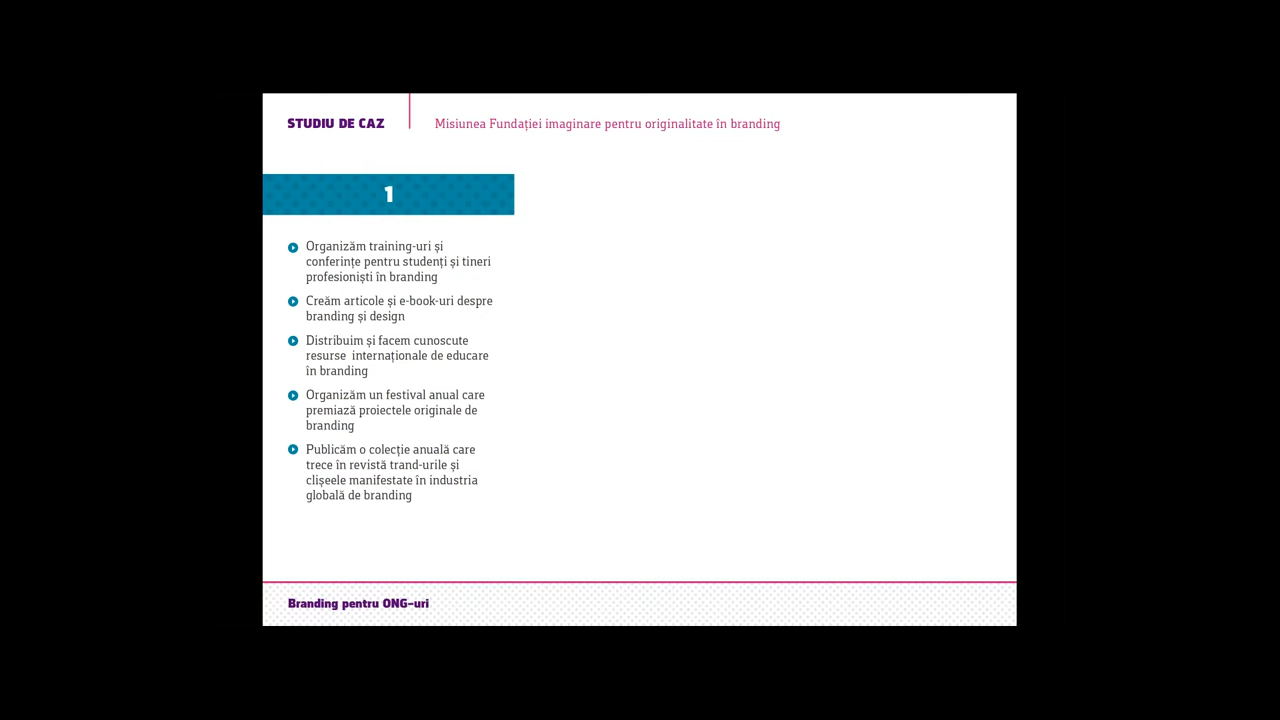 STUDIU DE CAZ
Misiunea Fundației imaginare pentru originalitate în branding
1
Organizăm training-uri și
conferințe pentru studenți și tineri
profesioniști în branding
Creăm articole și e-book-uri despre
branding și design
Distribuim și facem cunoscute
resurse  internaționale de educare
în branding
Organizăm un festival anual care
premiază proiectele originale de
branding
Publicăm o colecție anuală care
trece în revistă trand-urile și
clișeele manifestate în industria
globală de branding
Branding pentru ONG-uri